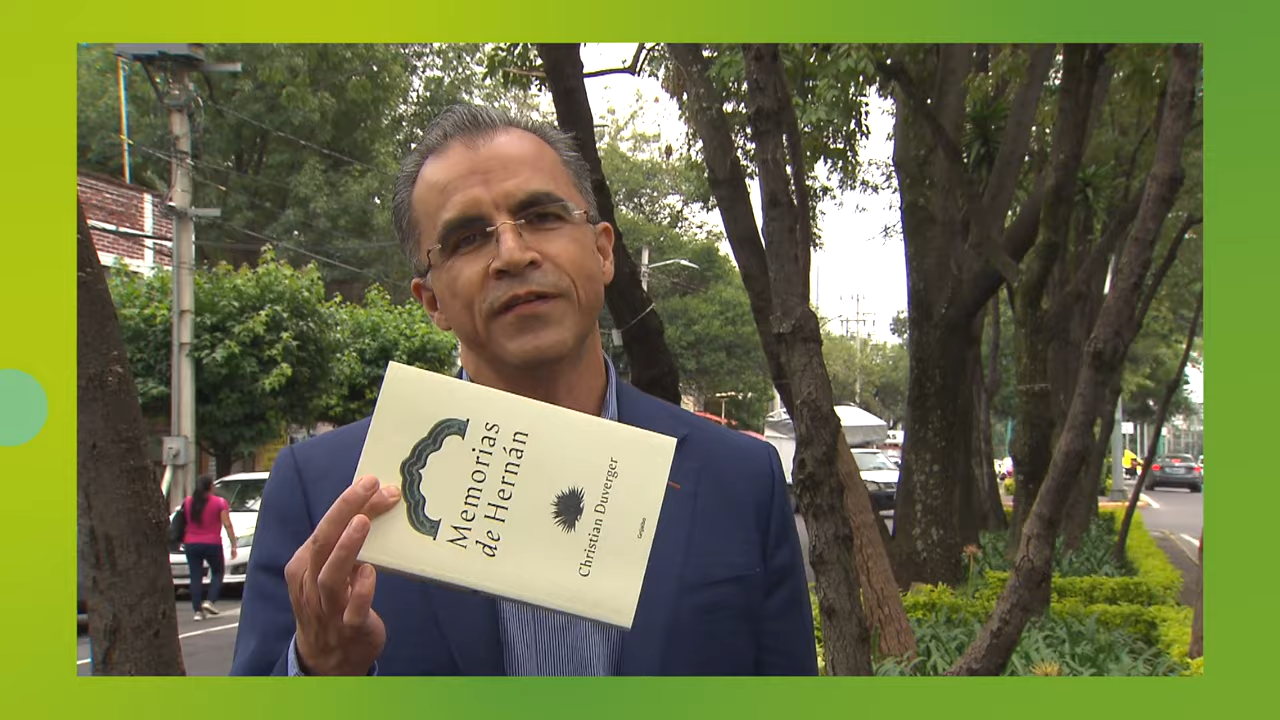 Memorias
de Hernán
Christian Duverger
Grijalbo